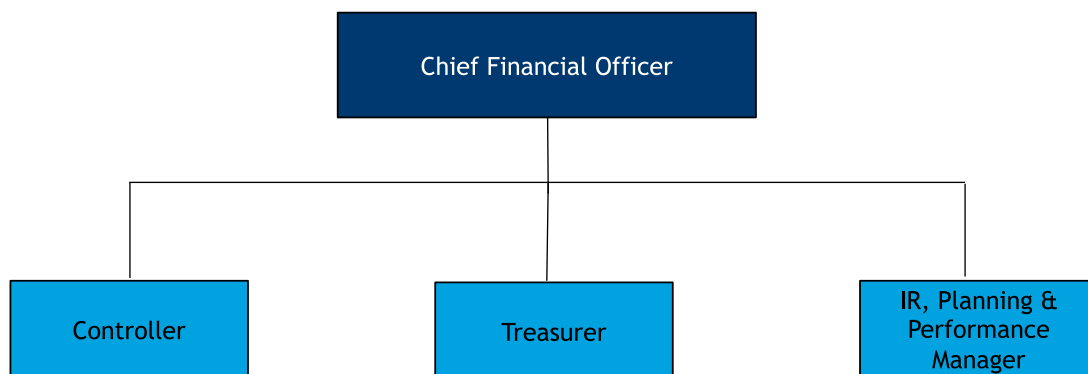 Chief Financial Officer
Controller
Treasurer
IR, Planning &
Performance
Manager